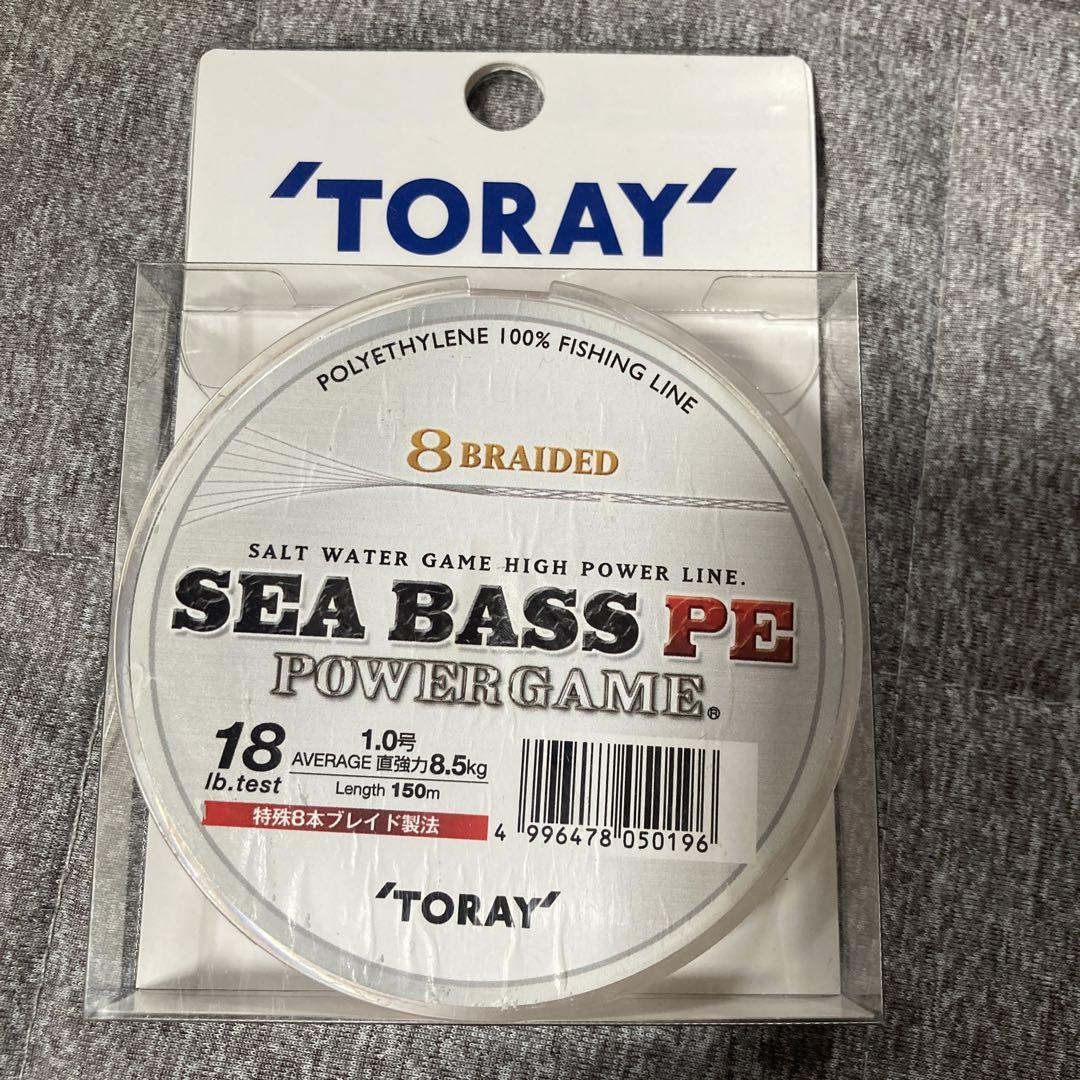 'TORAY'
POLYETHYLENE 100% FISHING LINE
8 BRAIDED
SALT WATER GAME HIGH POWER LINE.
SEA BASS PE
POWERGAME®
18 lb.test
1.0号
AVERAGE 直強力8.5kg
Length 150m
特殊8本ブレイド製法
4 996478 050196
'TORAY'